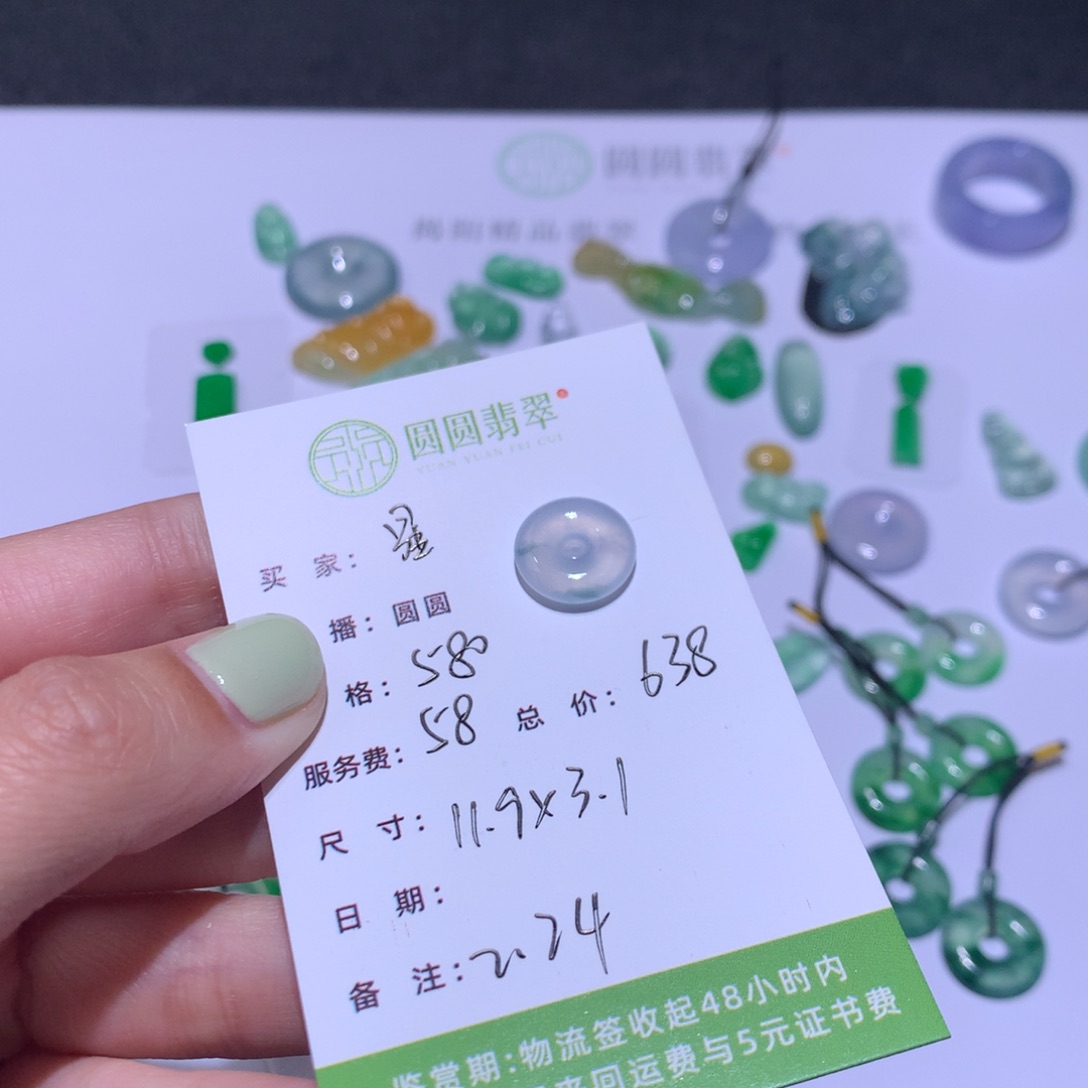 圆圆翡翠
YUAN YUAN FEI CUI
买家：
播：圆圆
格：580
服务费：58 总价：638
尺寸：11.9x3.1
日期：
备注：2.24
鉴赏期：物流签收起48小时内
来回运费与5元证书费